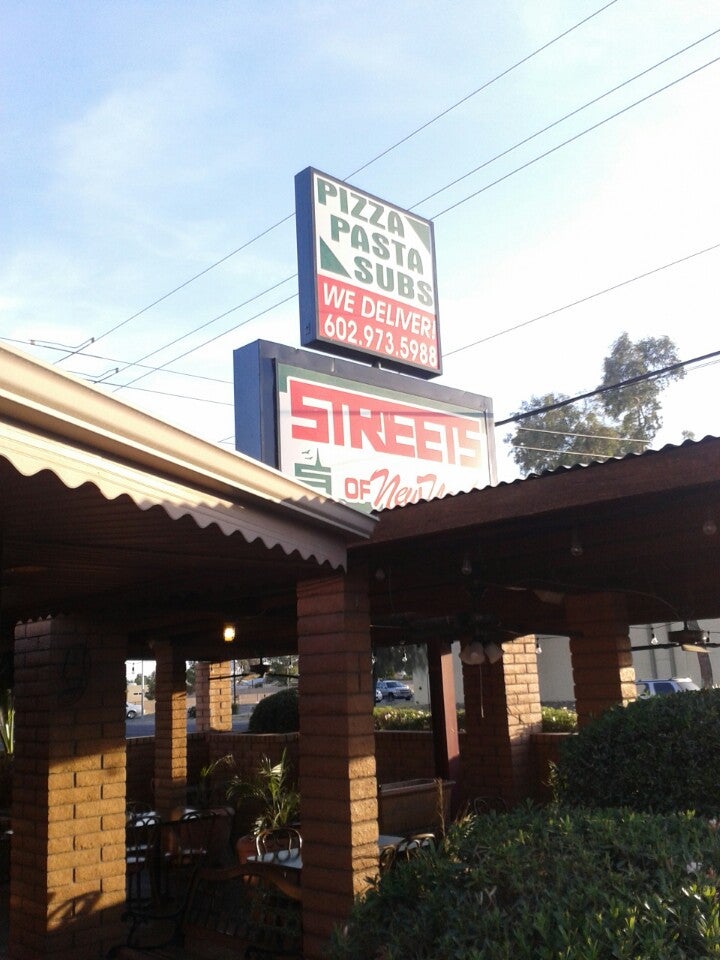 PIZZA
PASTA
SUBS
WE DELIVER!
602.973.5988
STREETS
OF New